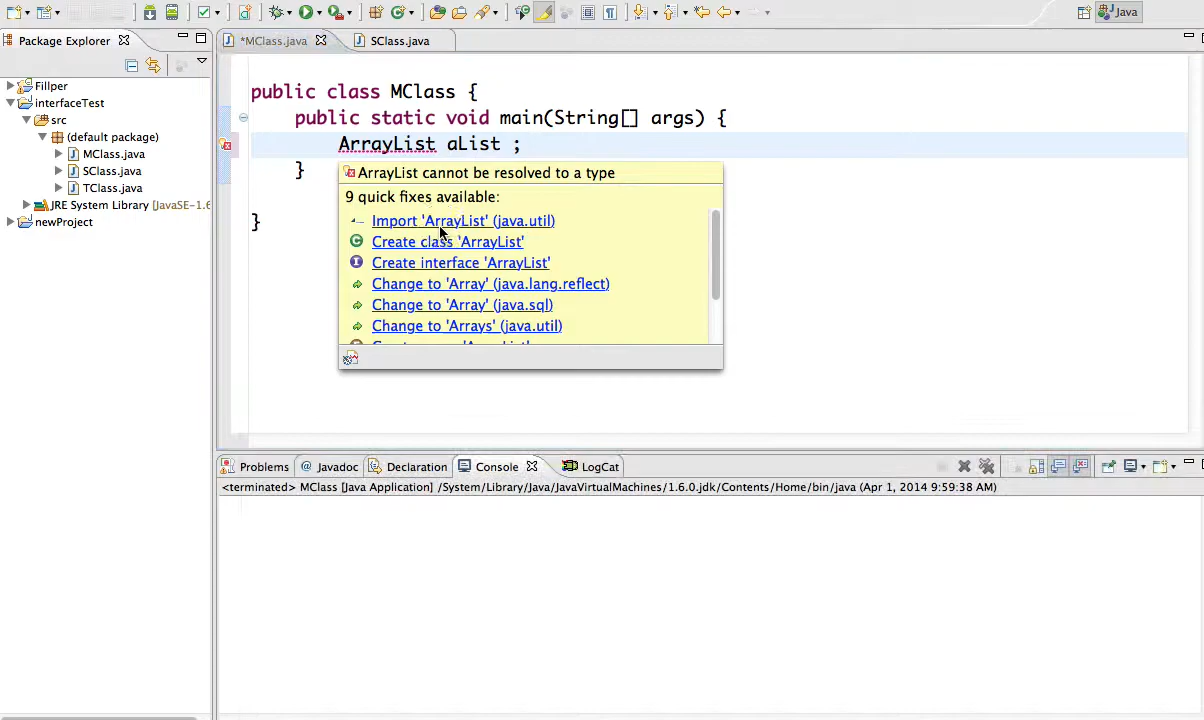 Java
Package Explorer
*MClass.java
SClass.java
Fillper
interfaceTest
src
(default package)
MClass.java
SClass.java
TClass.java
JRE System Library [JavaSE-1.6
newProject
public class MClass {
public static void main(String[] args) {
ArrayList aList ;
}
}
ArrayList cannot be resolved to a type
9 quick fixes available:
Import 'ArrayList' (java.util)
Create class 'ArrayList'
Create interface 'ArrayList'
Change to 'Array' (java.lang.reflect)
Change to 'Array' (java.sql)
Change to 'Arrays' (java.util)
Problems
@ Javadoc
Declaration
Console
LogCat
<terminated> MClass [Java Application] /System/Library/Java/JavaVirtualMachines/1.6.0.jdk/Contents/Home/bin/java (Apr 1, 2014 9:59:38 AM)